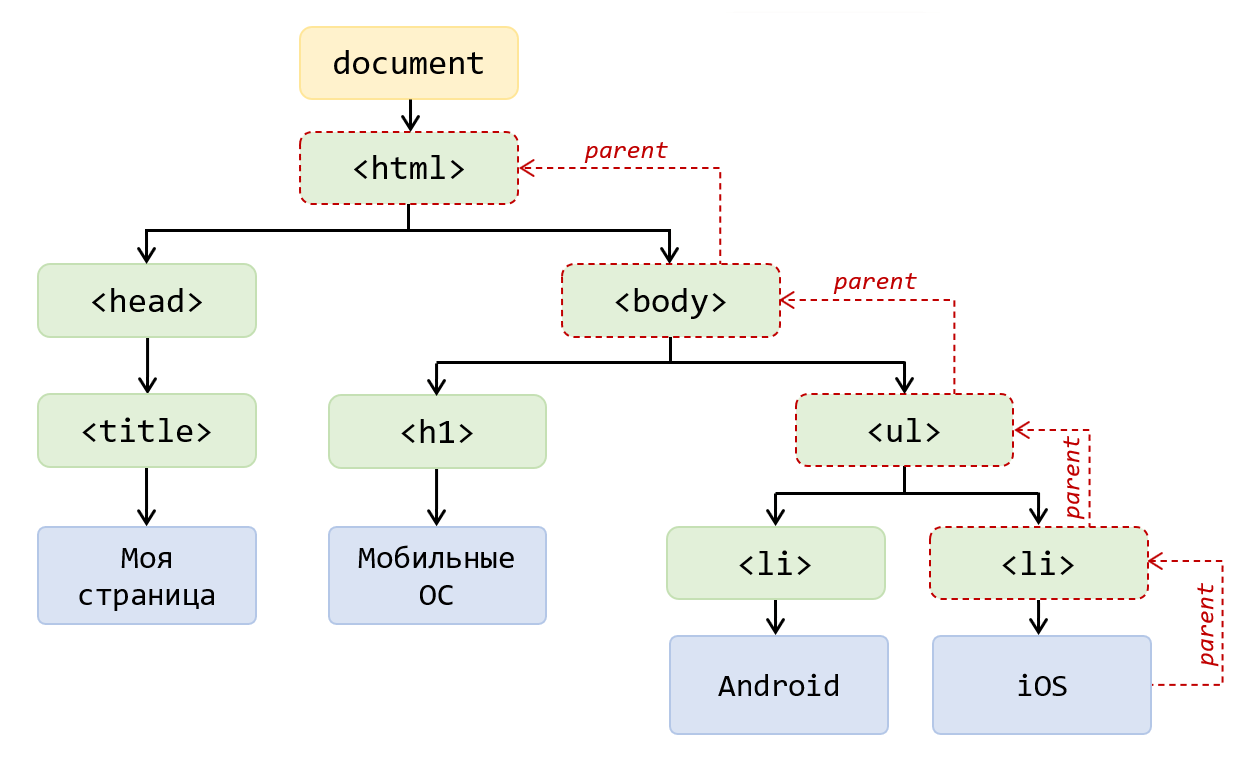 document
<html>
parent
<head>
<body>
parent
<title>
<h1>
<ul>
parent
Моя
страница
Мобильные
ОС
<li>
<li>
parent
Android
iOS